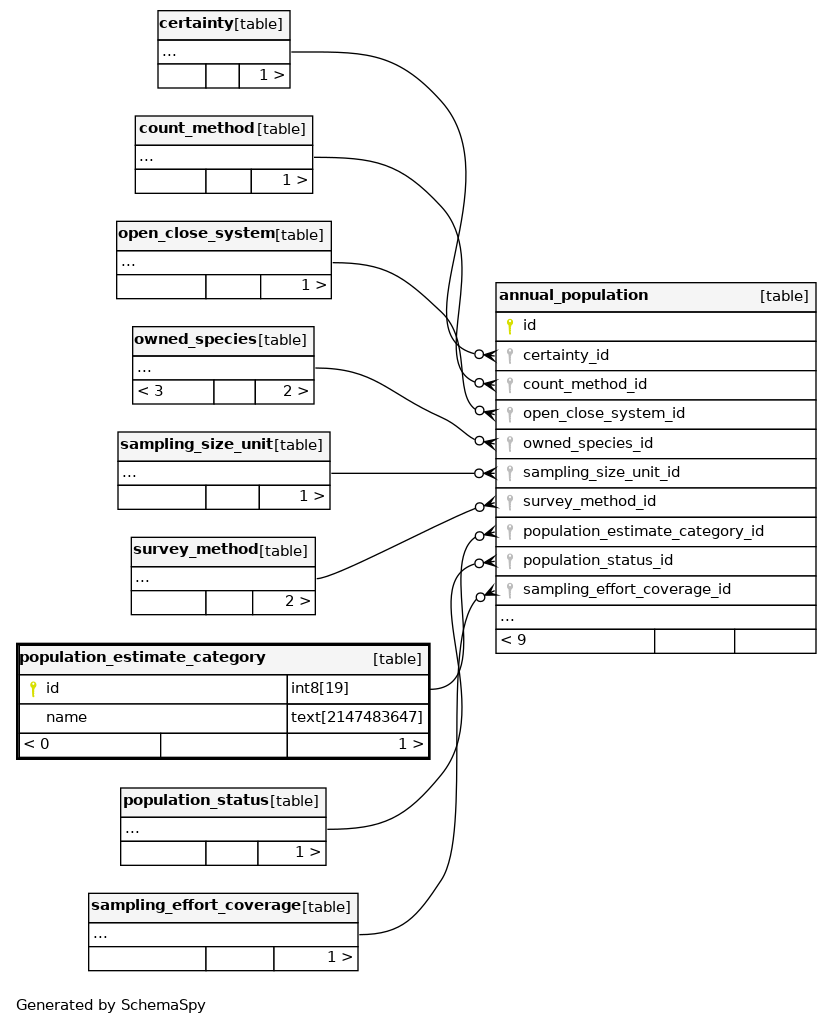 certainty [table]
...
1 >
count_method [table]
...
1 >
open_close_system [table]
...
1 >
owned_species [table]
...
< 3 2 >
sampling_size_unit [table]
...
1 >
survey_method [table]
...
2 >
population_estimate_category [table]
id int8[19]
name text[2147483647]
< 0 1 >
population_status [table]
...
1 >
sampling_effort_coverage [table]
...
1 >
annual_population [table]
id
certainty_id
count_method_id
open_close_system_id
owned_species_id
sampling_size_unit_id
survey_method_id
population_estimate_category_id
population_status_id
sampling_effort_coverage_id
...
< 9
Generated by SchemaSpy